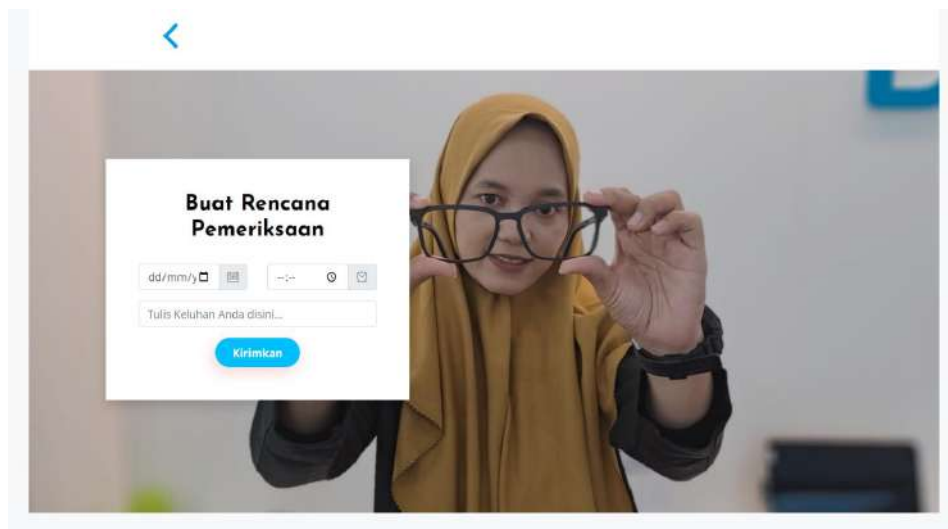 Buat Rencana
Pemeriksaan
dd/mm/y
--:--
Tulis Keluhan Anda disini...
Kirimkan